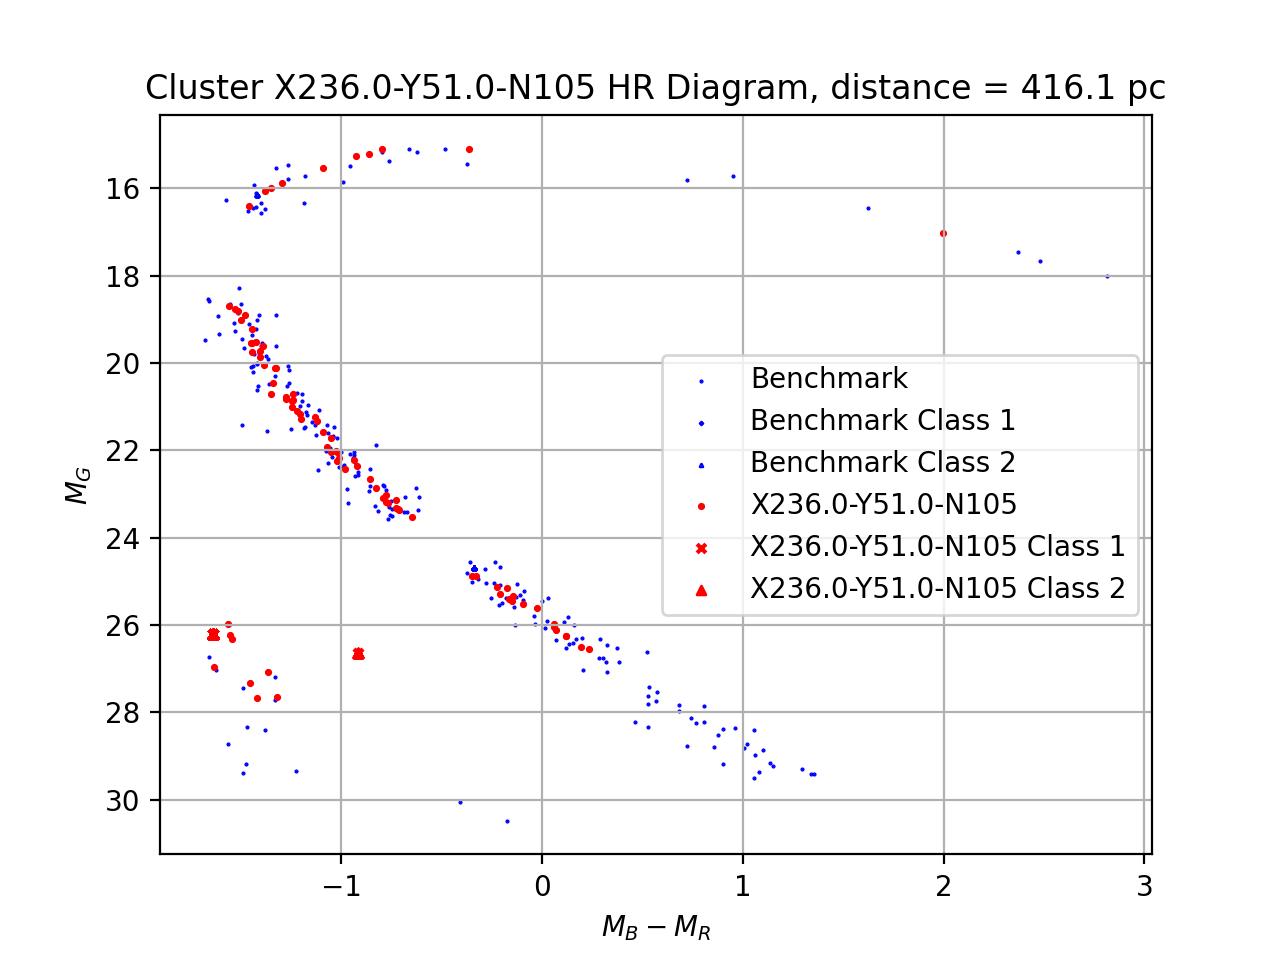 Cluster X236.0-Y51.0-N105 HR Diagram, distance = 416.1 pc
16
18
20
22
24
26
28
30
M_G
Benchmark
Benchmark Class 1
Benchmark Class 2
X236.0-Y51.0-N105
X236.0-Y51.0-N105 Class 1
X236.0-Y51.0-N105 Class 2
−1 0 1 2 3
M_B − M_R